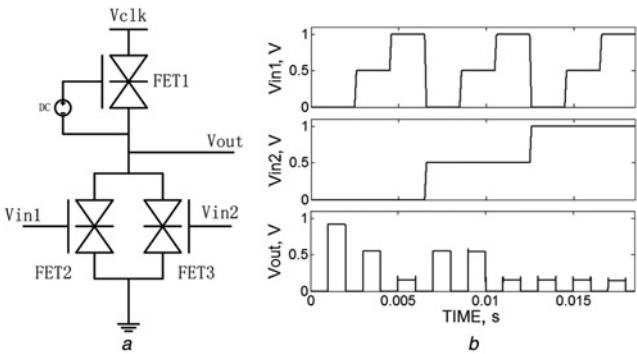 Vclk
FET1
DC
Vout
Vin1
Vin2
FET2
FET3
a
Vin1, V
1
0.5
0
Vin2, V
1
0.5
0
Vout, V
1
0.5
0
0 0.005 0.01 0.015
TIME, s
b